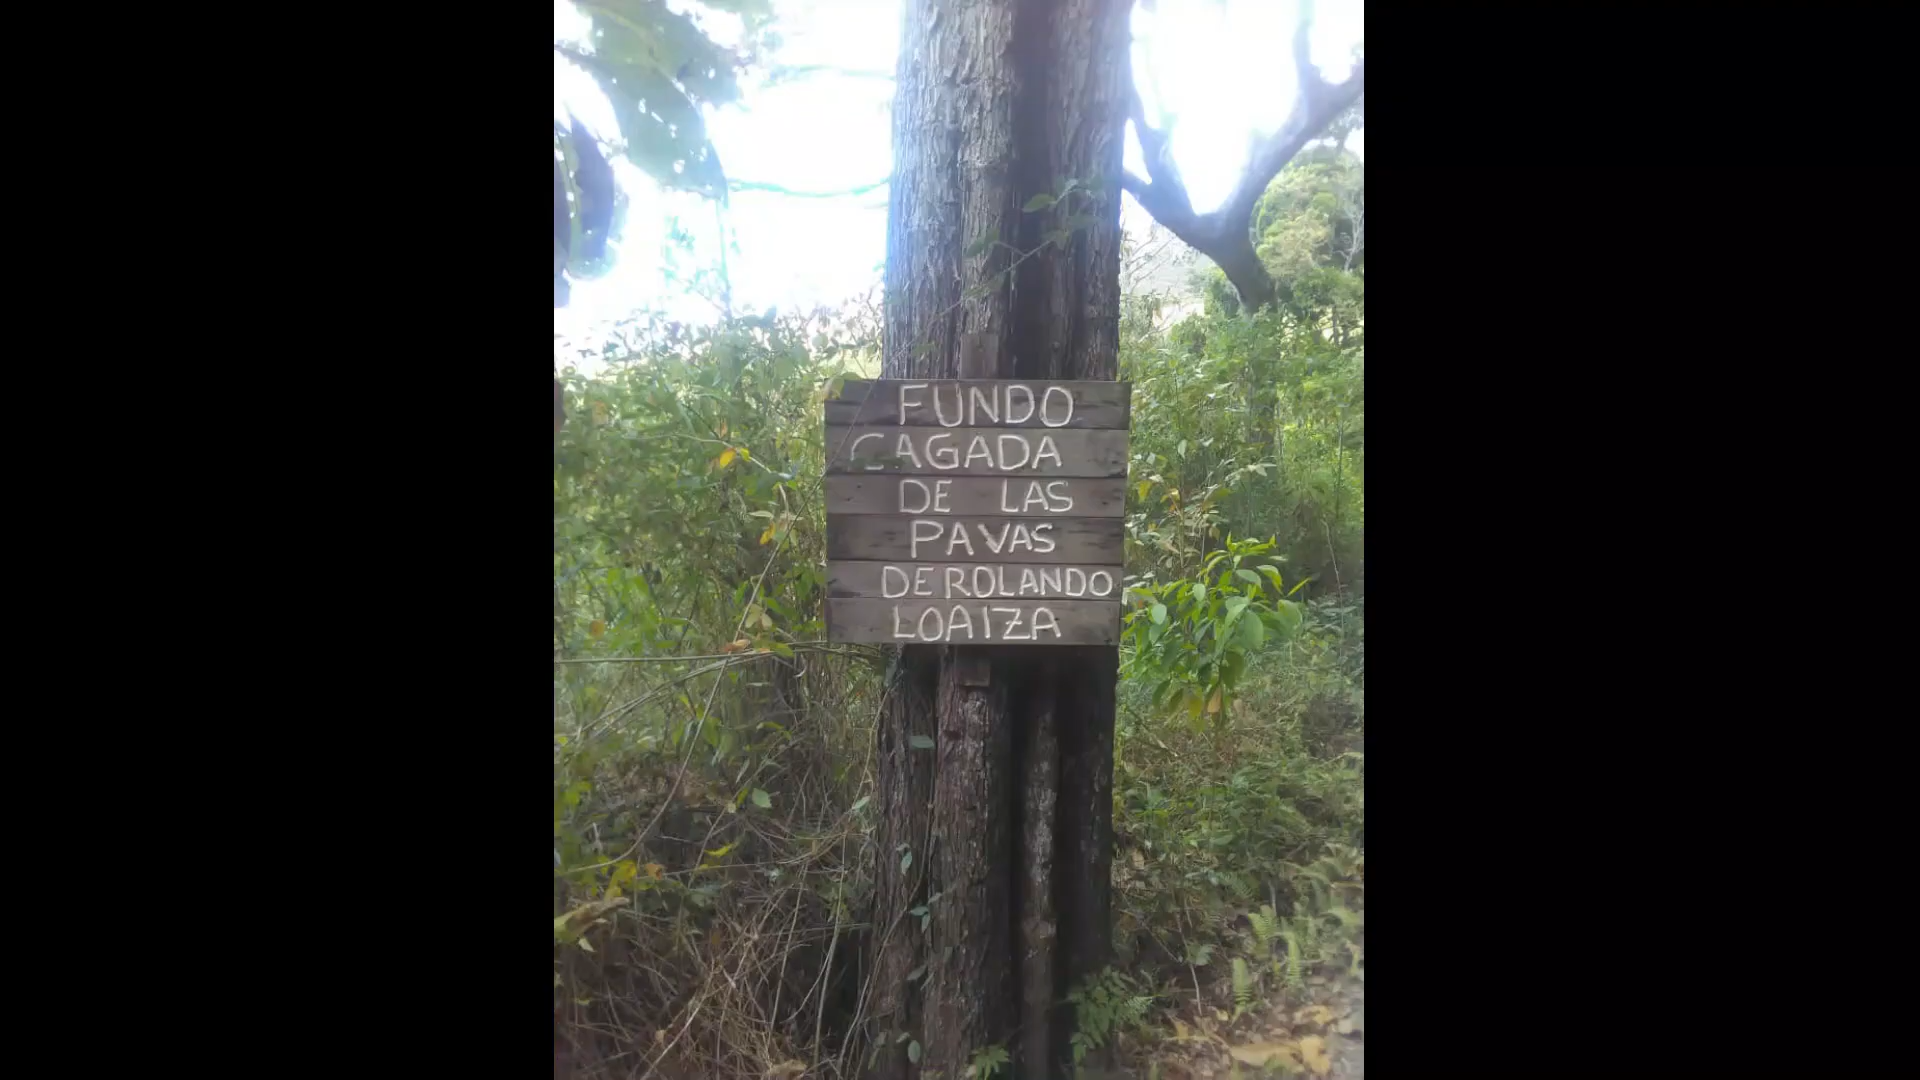 FUNDO
CAGADA
DE LAS
PAVAS
DE ROLANDO
LOAIZA